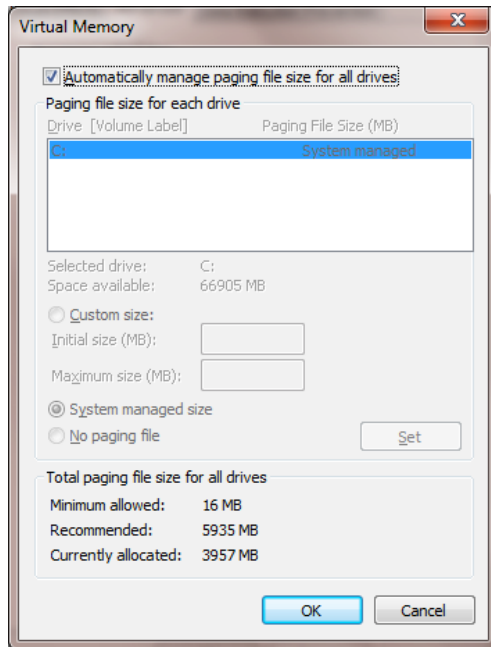 Virtual Memory
Automatically manage paging file size for all drives
Paging file size for each drive
Drive [Volume Label] Paging File Size (MB)
C: System managed
Selected drive: C:
Space available: 66905 MB
Custom size:
Initial size (MB):
Maximum size (MB):
System managed size
No paging file Set
Total paging file size for all drives
Minimum allowed: 16 MB
Recommended: 5935 MB
Currently allocated: 3957 MB
OK Cancel